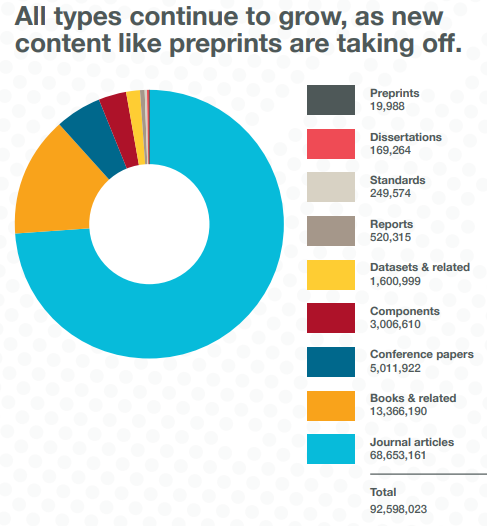 All types continue to grow, as new
content like preprints are taking off.
Preprints
19,988
Dissertations
169,264
Standards
249,574
Reports
520,315
Datasets & related
1,600,999
Components
3,006,610
Conference papers
5,011,922
Books & related
13,366,190
Journal articles
68,653,161
Total
92,598,023